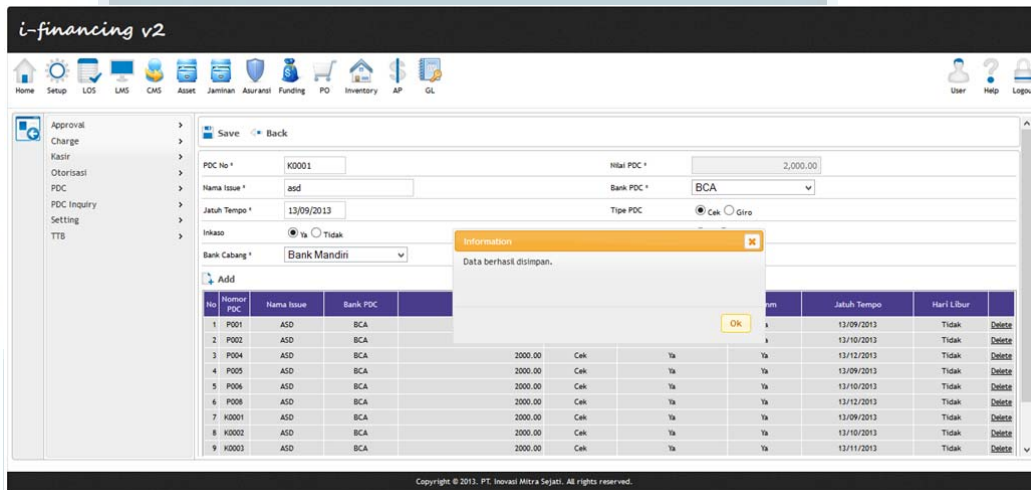 i-financing v2
Home Setup LOS LMS CMS Asset Jaminan Asuransi Funding PO Inventory AP GL User Help Logou
Approval
Charge
Kasir
Otorisasi
PDC
PDC Inquiry
Setting
TTB
Save Back
PDC No * K0001 Nilai PDC * 2,000.00
Nama Issue * asd Bank PDC * BCA
Jatuh Tempo * 13/09/2013 Tipe PDC Cek Giro
Inkaso Ya Tidak
Bank Cabang * Bank Mandiri
Information
Data berhasil disimpan.
Ok
Add
No Nomor PDC Nama Issue Bank PDC Jatuh Tempo Hari Libur
1 P001 ASD BCA 13/09/2013 Tidak Delete
2 P002 ASD BCA 13/10/2013 Tidak Delete
3 P004 ASD BCA 2000.00 Cek Ya Ya 13/12/2013 Tidak Delete
4 P005 ASD BCA 2000.00 Cek Ya Ya 13/09/2013 Tidak Delete
5 P006 ASD BCA 2000.00 Cek Ya Ya 13/10/2013 Tidak Delete
6 P008 ASD BCA 2000.00 Cek Ya Ya 13/12/2013 Tidak Delete
7 K0001 ASD BCA 2000.00 Cek Ya Ya 13/09/2013 Tidak Delete
8 K0002 ASD BCA 2000.00 Cek Ya Ya 13/10/2013 Tidak Delete
9 K0003 ASD BCA 2000.00 Cek Ya Ya 13/11/2013 Tidak Delete
Copyright © 2013. PT. Inovasi Mitra Sejati. All rights reserved.